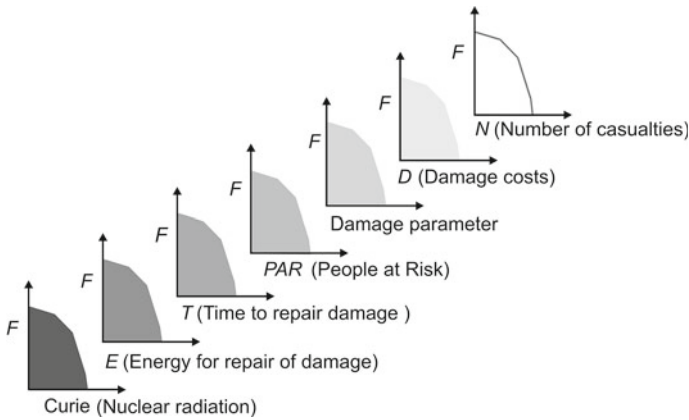 F
N (Number of casualties)
F
D (Damage costs)
F
Damage parameter
F
PAR (People at Risk)
F
T (Time to repair damage )
F
E (Energy for repair of damage)
F
Curie (Nuclear radiation)